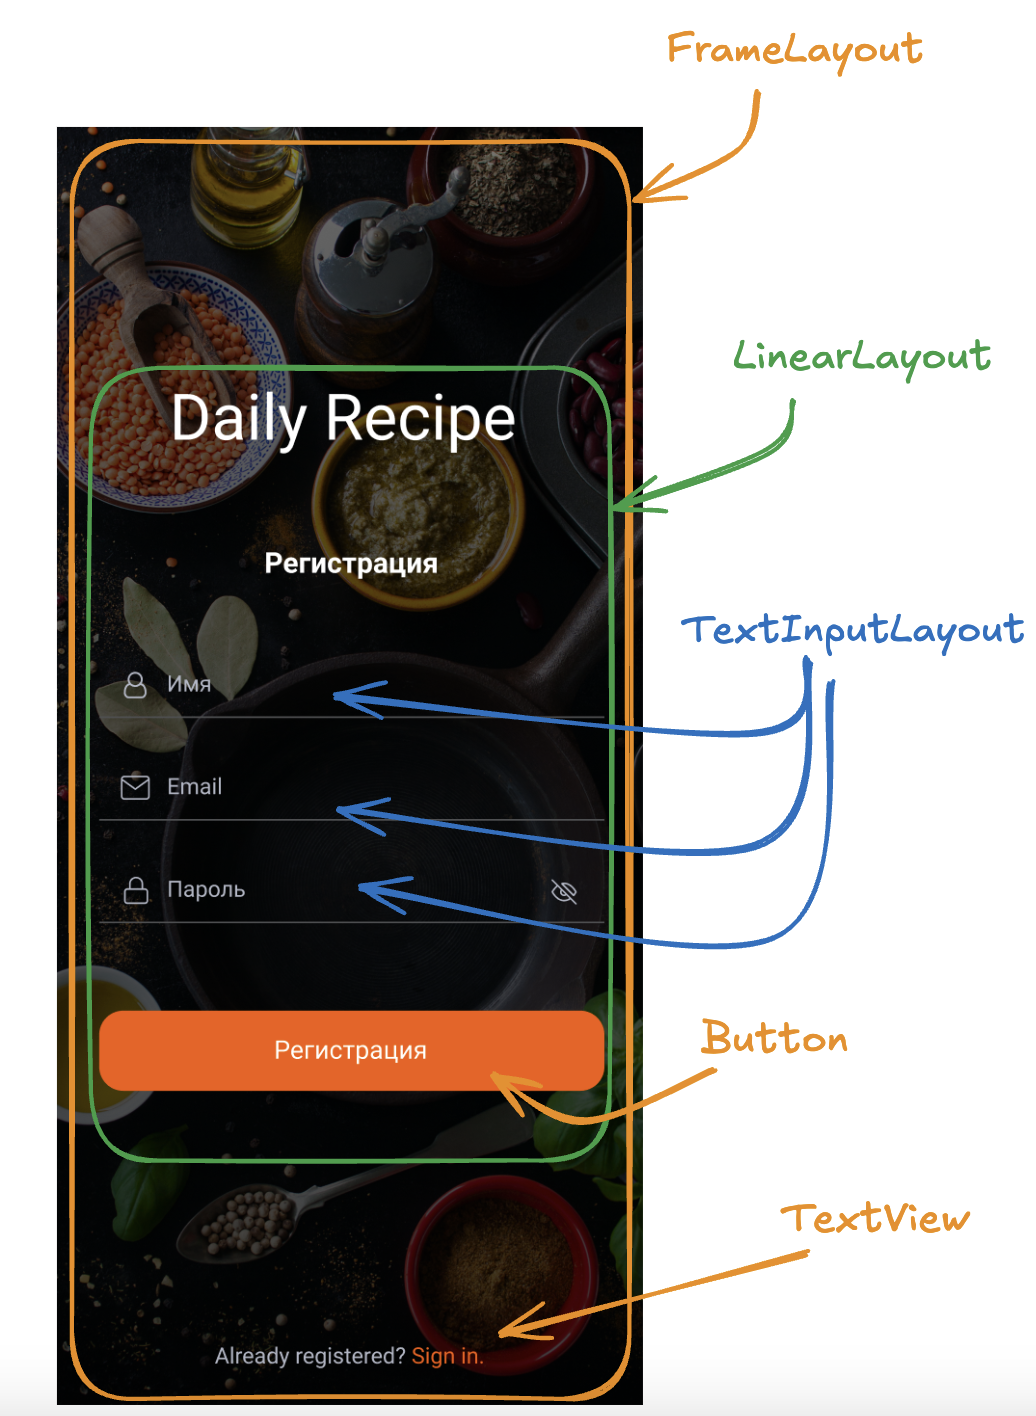 FrameLayout
LinearLayout
Daily Recipe
Регистрация
TextInputLayout
Имя
Email
Пароль
Button
Регистрация
TextView
Already registered? Sign in.